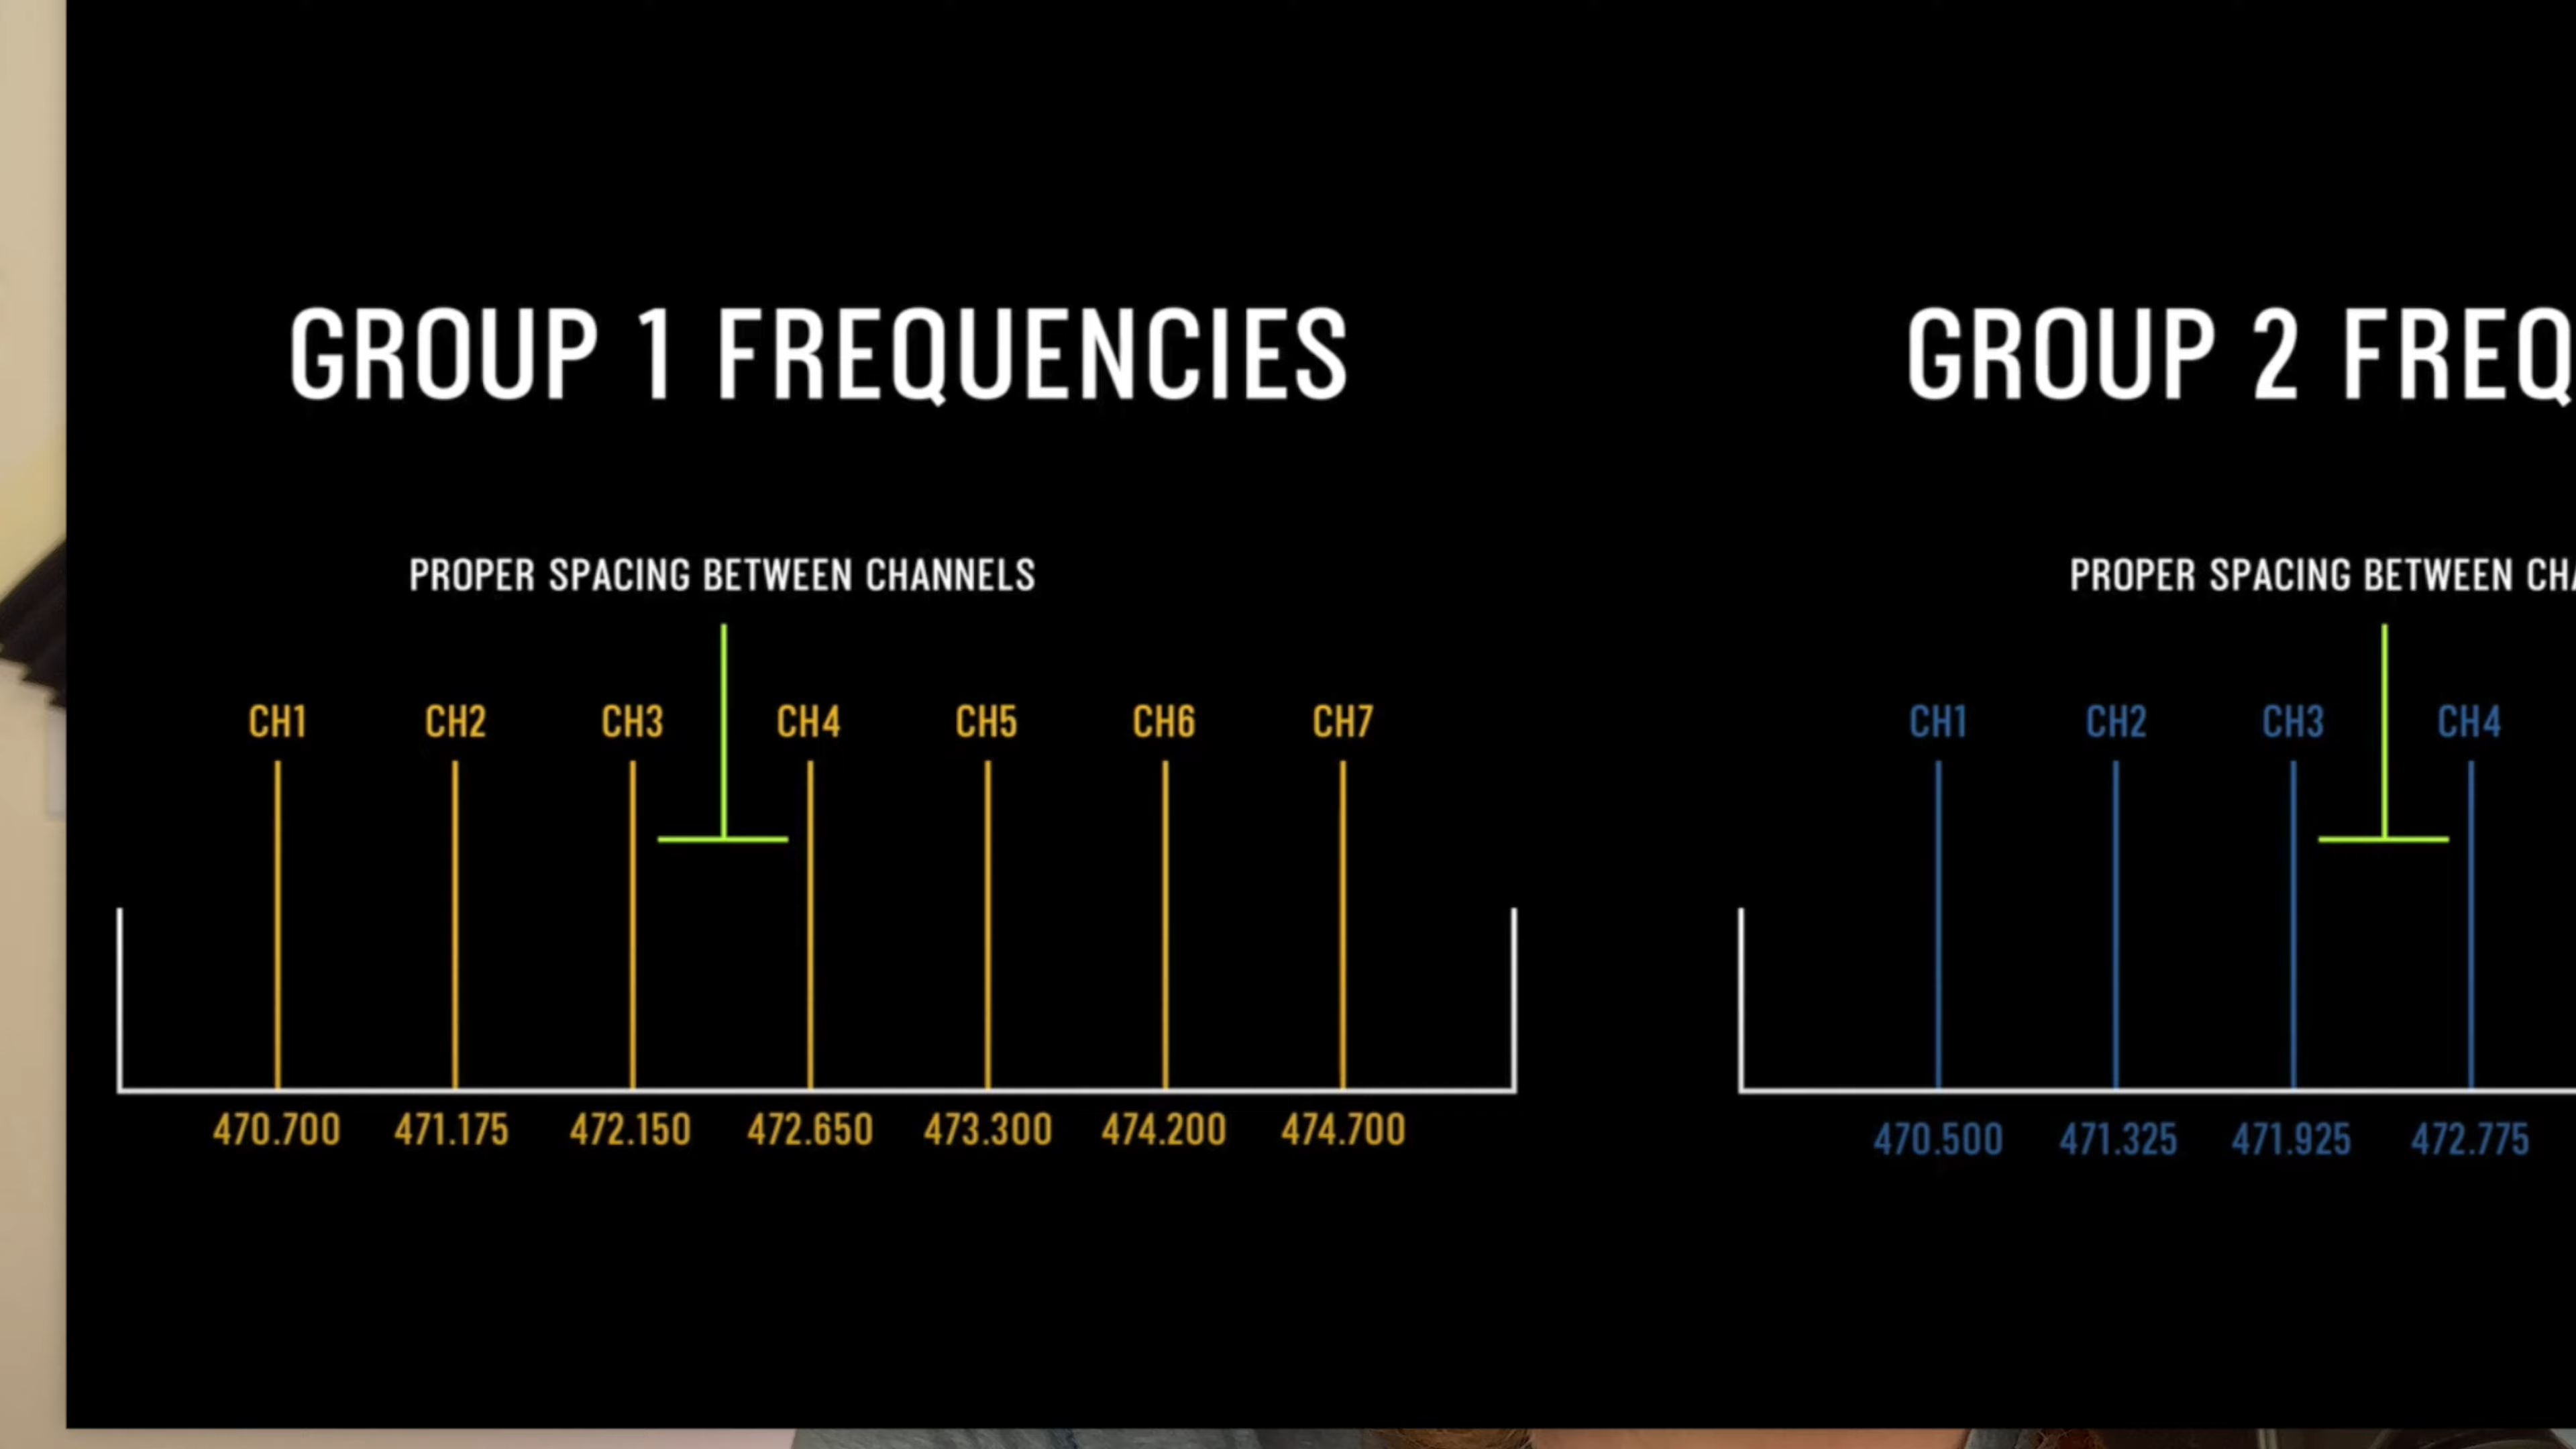 GROUP 1 FREQUENCIES
PROPER SPACING BETWEEN CHANNELS
CH1 CH2 CH3 CH4 CH5 CH6 CH7
470.700 471.175 472.150 472.650 473.300 474.200 474.700
GROUP 2 FREQ
PROPER SPACING BETWEEN CHA
CH1 CH2 CH3 CH4
470.500 471.325 471.925 472.775